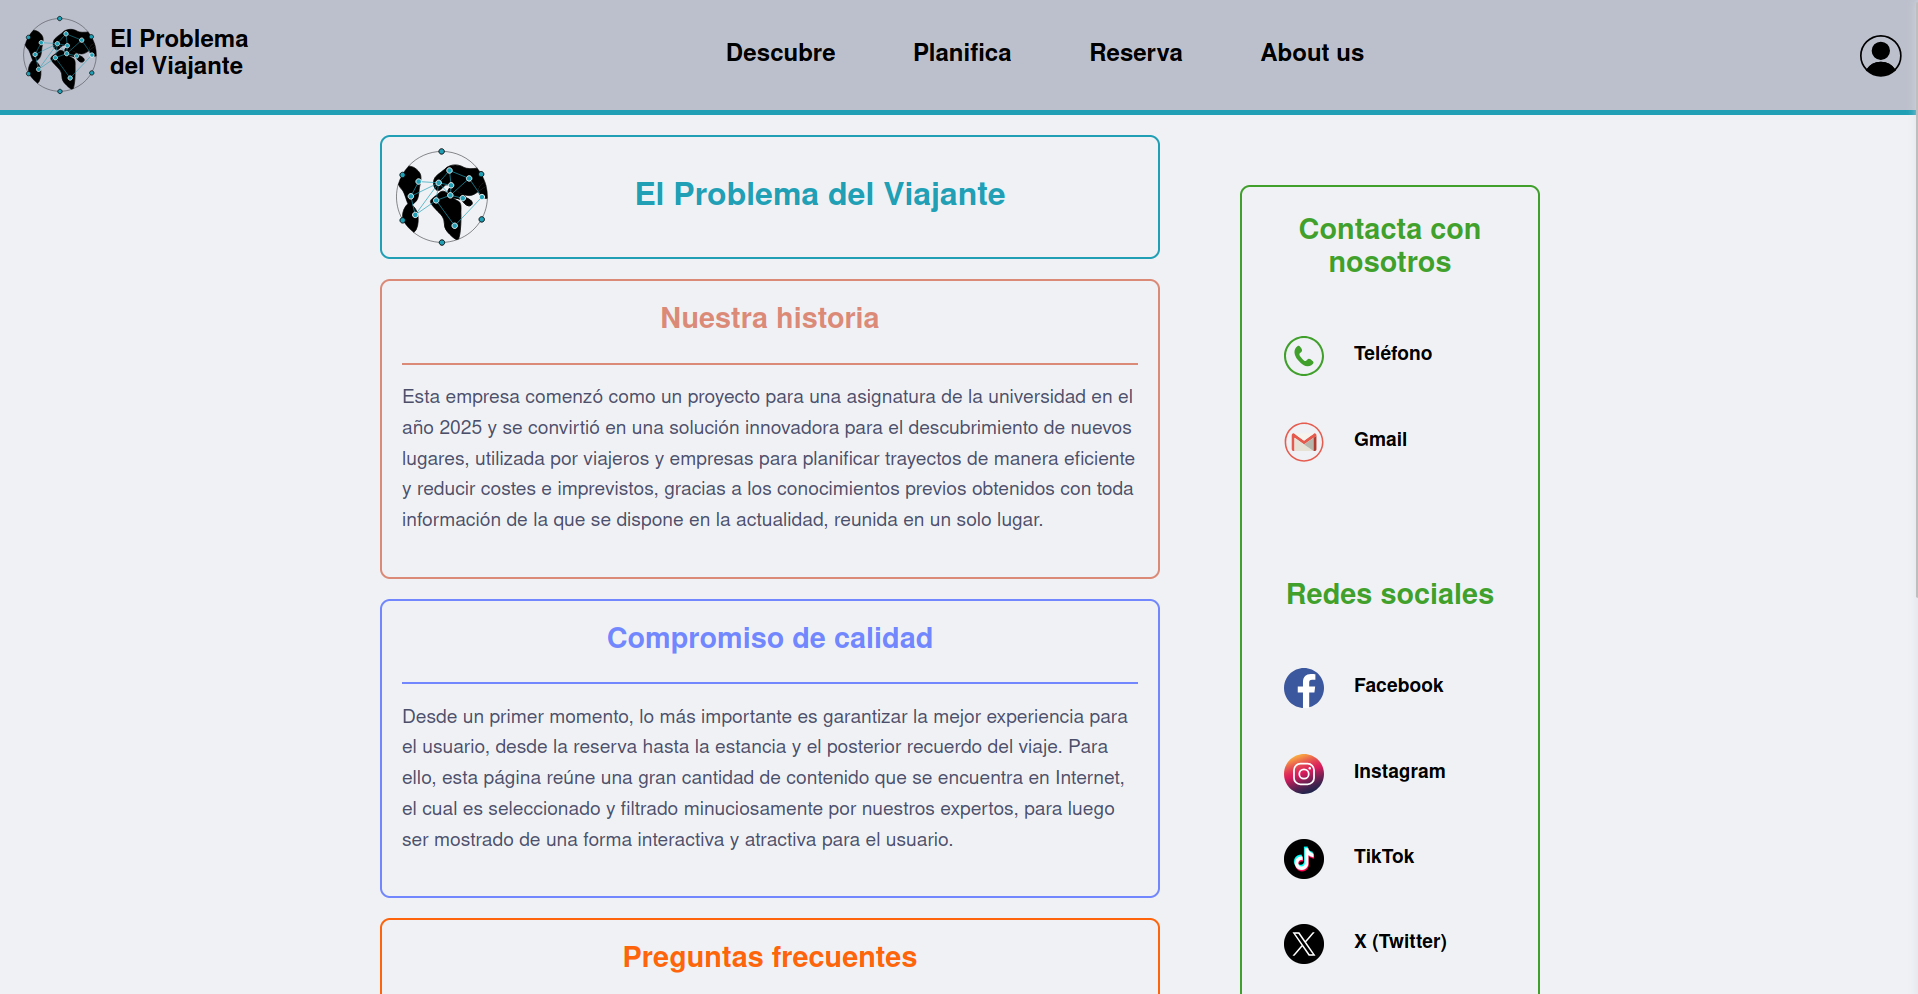 El Problema
del Viajante
Descubre
Planifica
Reserva
About us
El Problema del Viajante
Nuestra historia
Esta empresa comenzó como un proyecto para una asignatura de la universidad en el
año 2025 y se convirtió en una solución innovadora para el descubrimiento de nuevos
lugares, utilizada por viajeros y empresas para planificar trayectos de manera eficiente
y reducir costes e imprevistos, gracias a los conocimientos previos obtenidos con toda
información de la que se dispone en la actualidad, reunida en un solo lugar.
Compromiso de calidad
Desde un primer momento, lo más importante es garantizar la mejor experiencia para
el usuario, desde la reserva hasta la estancia y el posterior recuerdo del viaje. Para
ello, esta página reúne una gran cantidad de contenido que se encuentra en Internet,
el cual es seleccionado y filtrado minuciosamente por nuestros expertos, para luego
ser mostrado de una forma interactiva y atractiva para el usuario.
Preguntas frecuentes
Contacta con
nosotros
Teléfono
Gmail
Redes sociales
Facebook
Instagram
TikTok
X (Twitter)